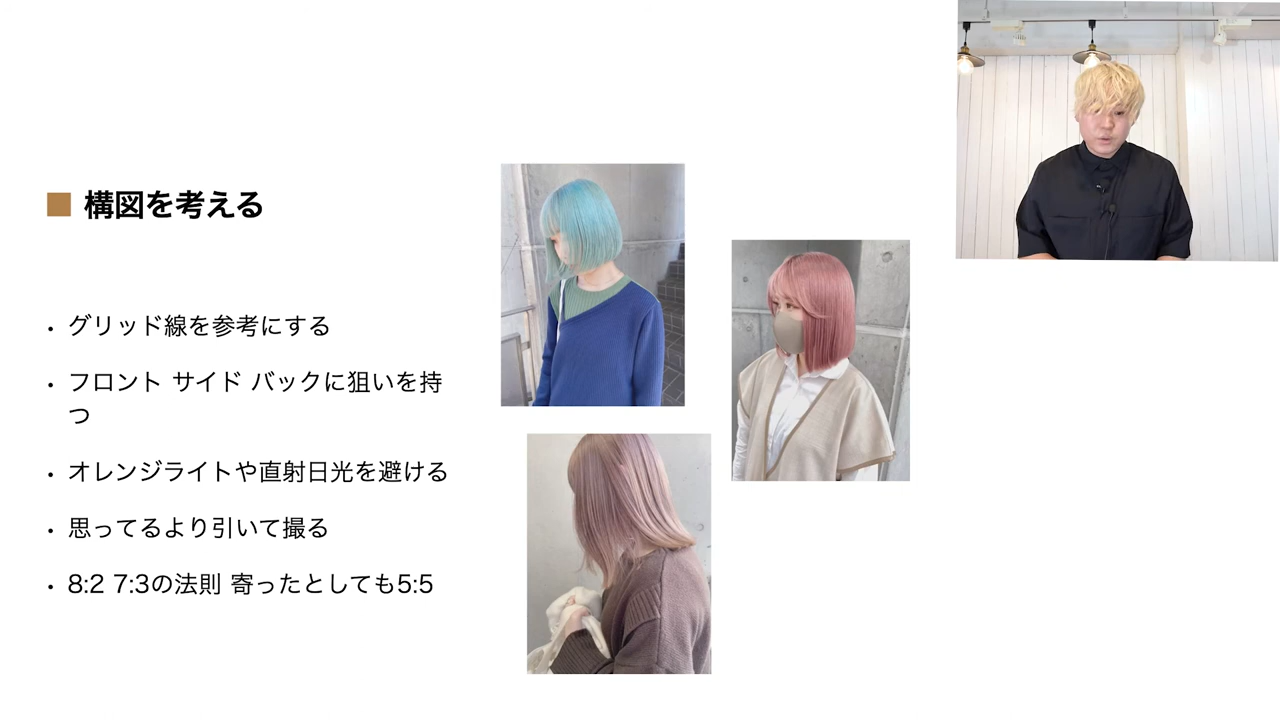 構図を考える
・グリッド線を参考にする
・フロント サイド バックに狙いを持
つ
・オレンジライトや直射日光を避ける
・思ってるより引いて撮る
・8:2 7:3の法則 寄ったとしても5:5